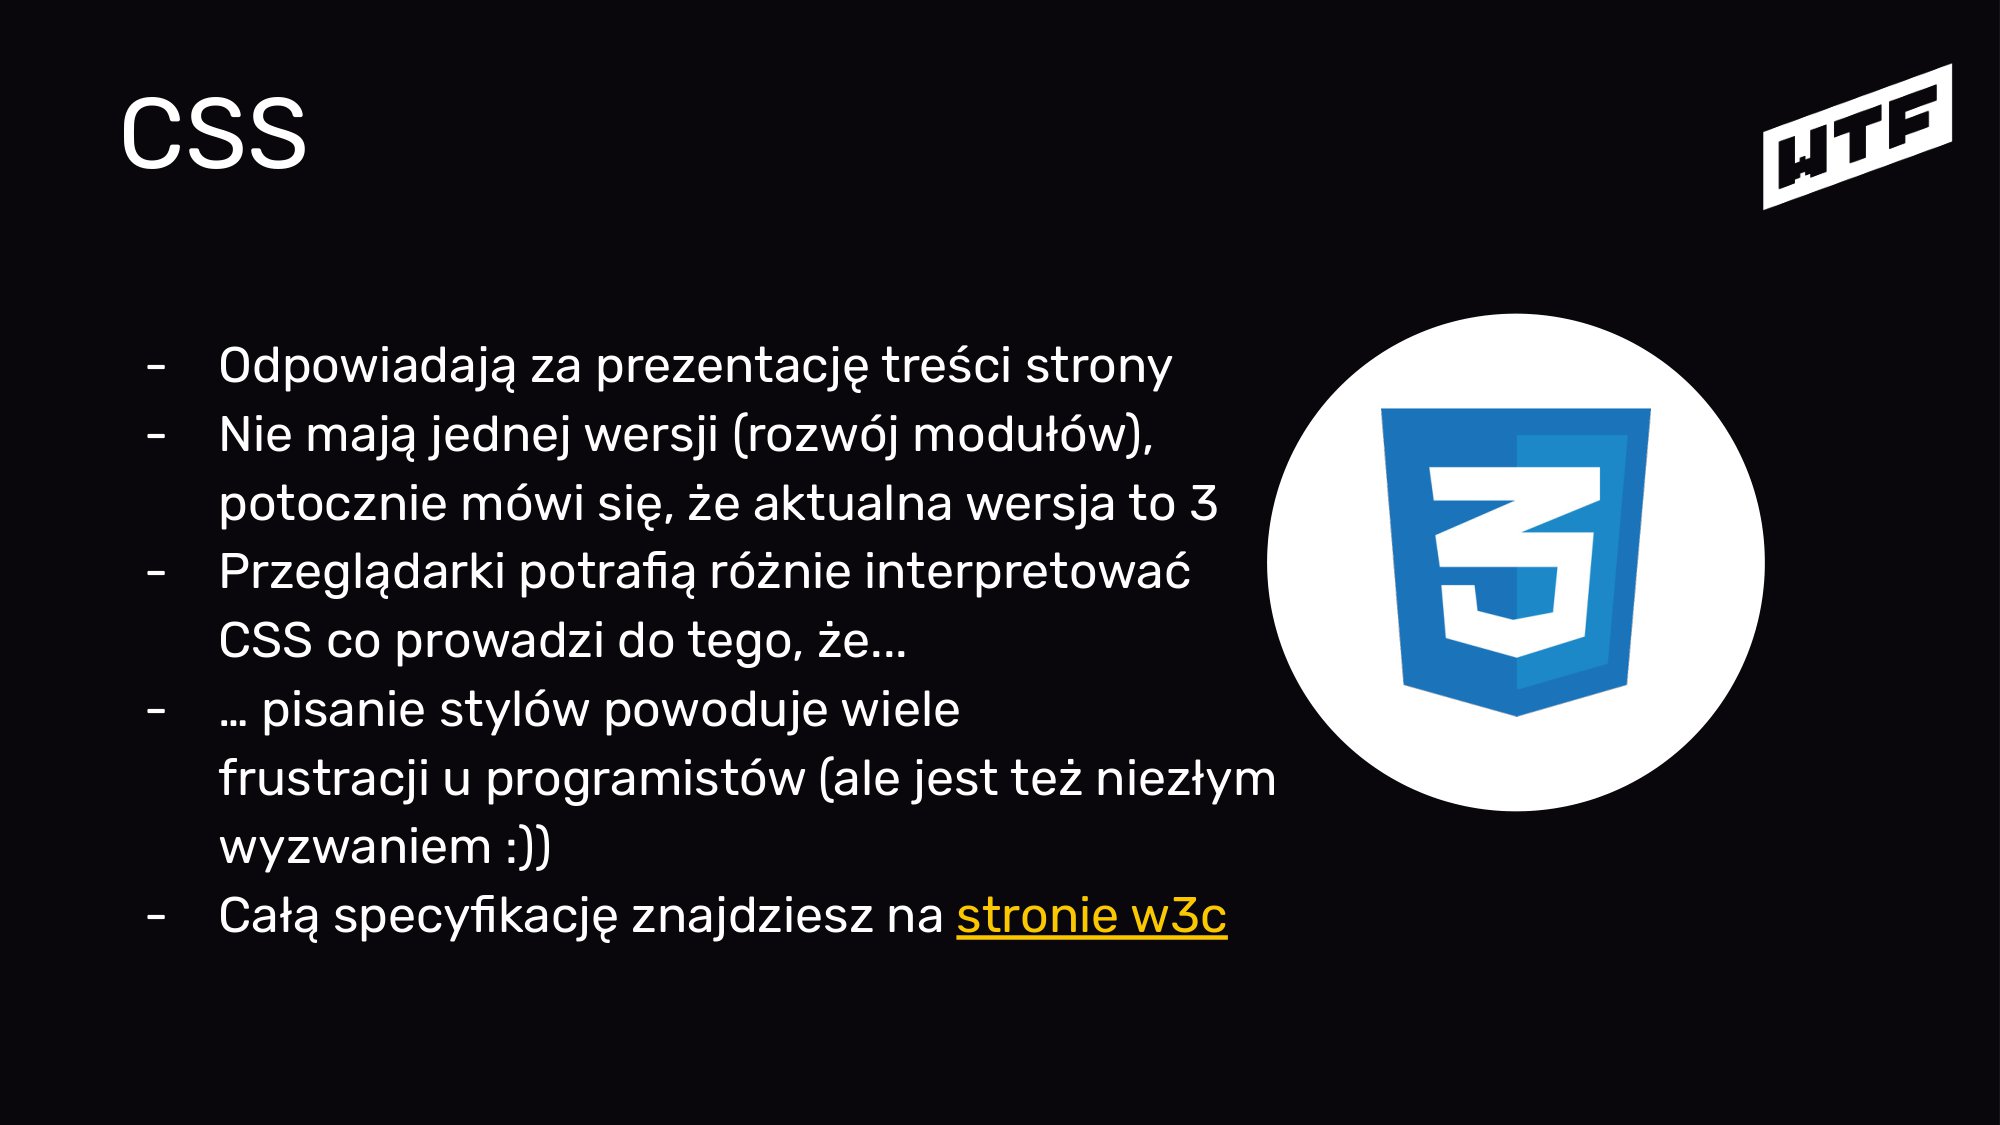 CSS
WTF
- Odpowiadają za prezentację treści strony
- Nie mają jednej wersji (rozwój modułów),
potocznie mówi się, że aktualna wersja to 3
- Przeglądarki potrafią różnie interpretować
CSS co prowadzi do tego, że...
- ... pisanie stylów powoduje wiele
frustracji u programistów (ale jest też niezłym
wyzwaniem :))
- Całą specyfikację znajdziesz na stronie w3c
3